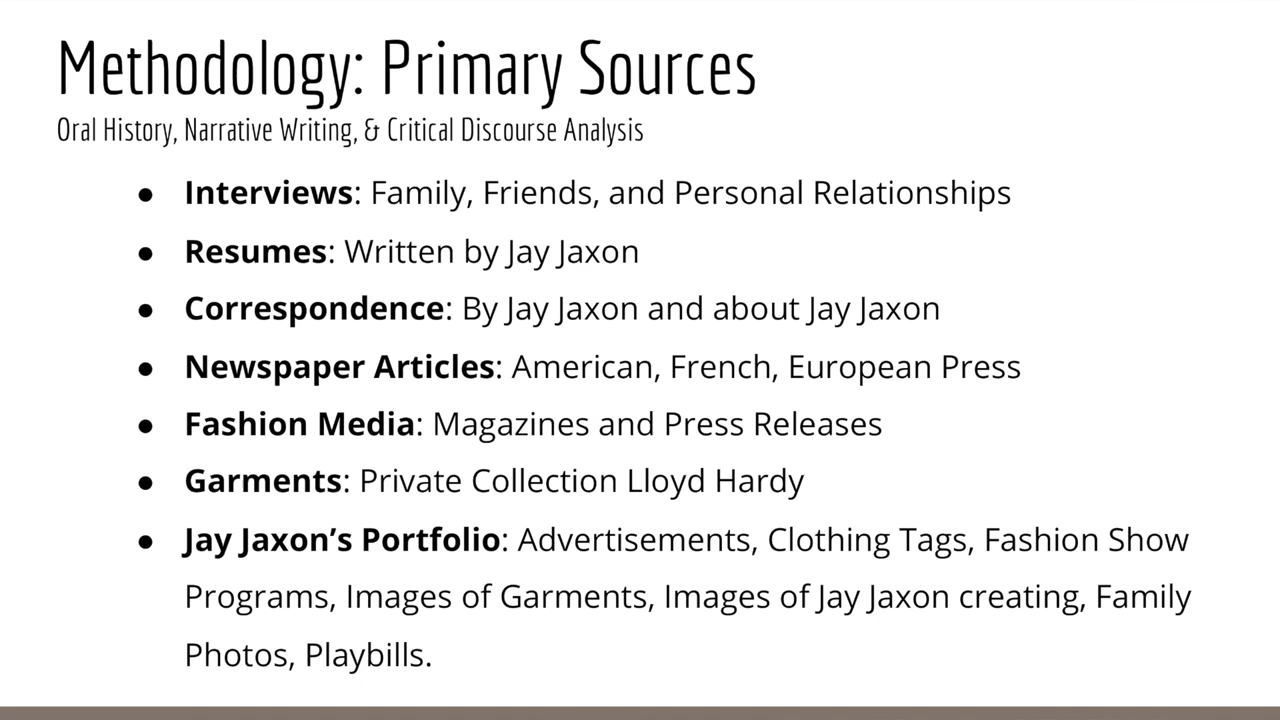 Methodology: Primary Sources
Oral History, Narrative Writing, & Critical Discourse Analysis
● Interviews: Family, Friends, and Personal Relationships
● Resumes: Written by Jay Jaxon
● Correspondence: By Jay Jaxon and about Jay Jaxon
● Newspaper Articles: American, French, European Press
● Fashion Media: Magazines and Press Releases
● Garments: Private Collection Lloyd Hardy
● Jay Jaxon’s Portfolio: Advertisements, Clothing Tags, Fashion Show
Programs, Images of Garments, Images of Jay Jaxon creating, Family
Photos, Playbills.